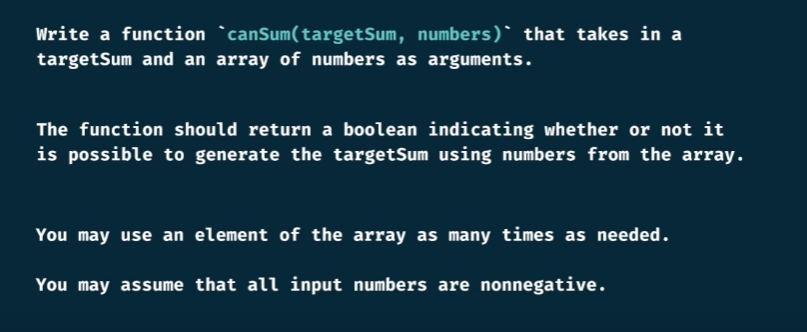 Write a function `canSum(targetSum, numbers)` that takes in a
targetSum and an array of numbers as arguments.
The function should return a boolean indicating whether or not it
is possible to generate the targetSum using numbers from the array.
You may use an element of the array as many times as needed.
You may assume that all input numbers are nonnegative.